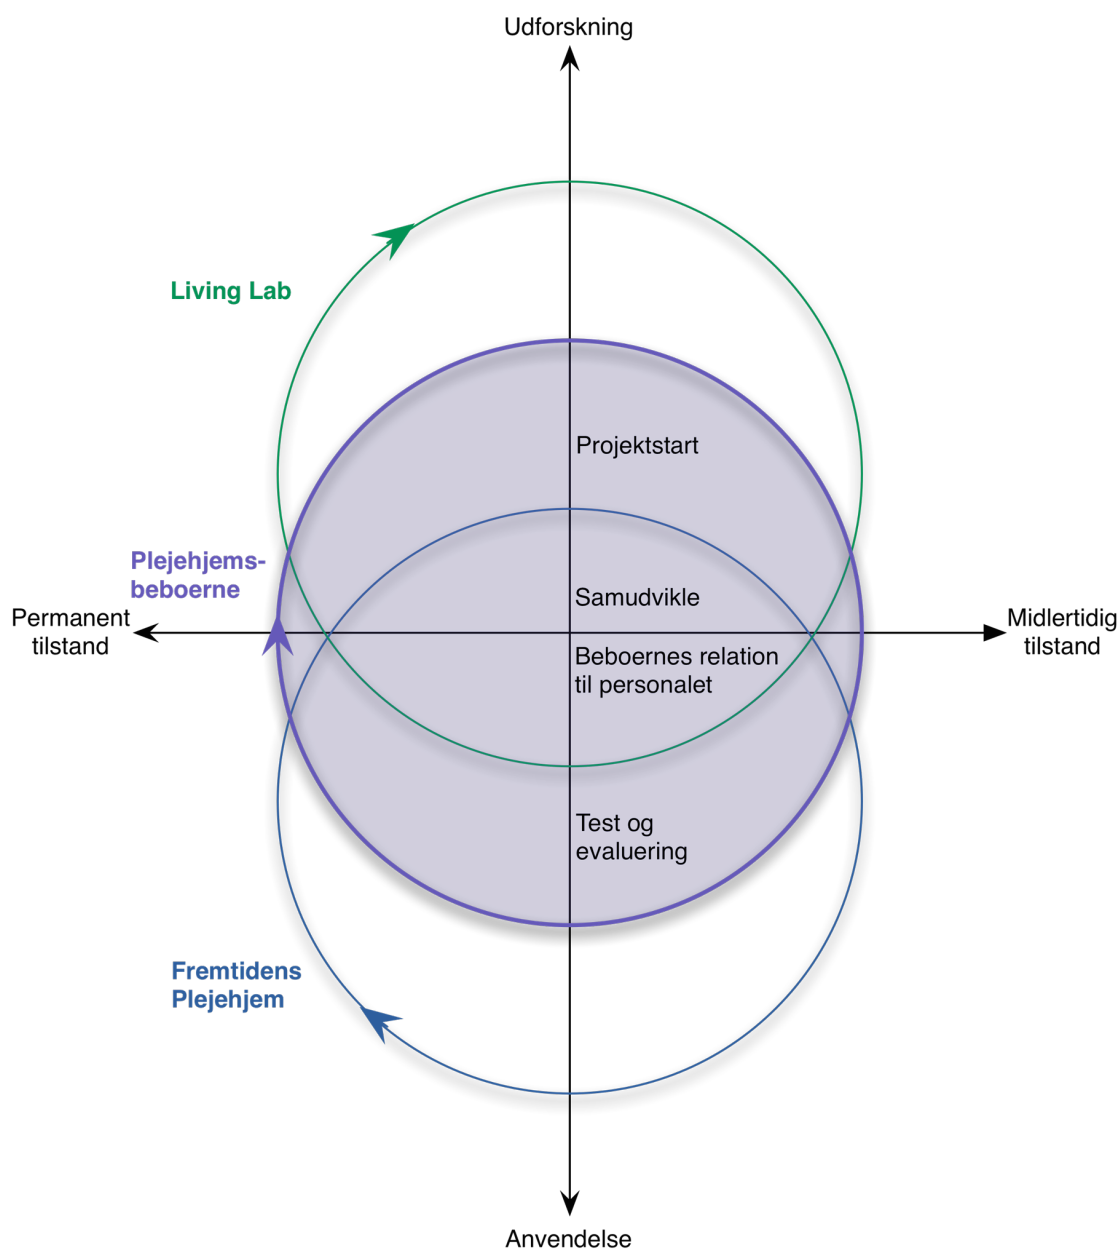 Udforskning
Living Lab
Projektstart
Plejehjems-
beboerne
Samudvikle
Permanent
tilstand
Midlertidig
tilstand
Beboernes relation
til personalet
Test og
evaluering
Fremtidens
Plejehjem
Anvendelse